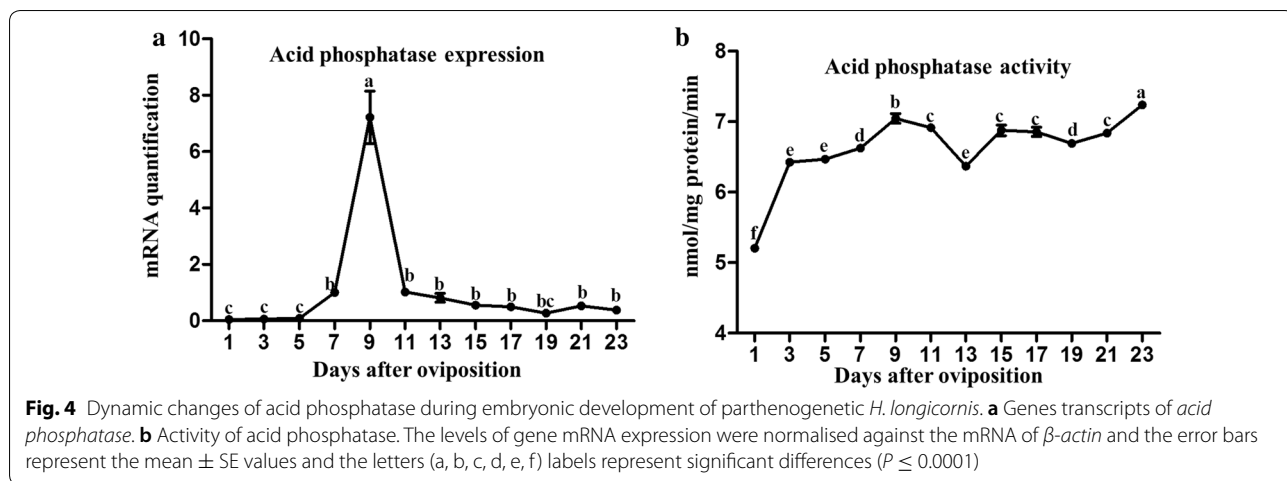 a
Acid phosphatase expression
mRNA quantification
10
8
6
4
2
0
c c c b a b b b b bc b b
1 3 5 7 9 11 13 15 17 19 21 23
Days after oviposition
b
Acid phosphatase activity
nmol/mg protein/min
8
7
6
5
4
f e e d b c e c c d c a
1 3 5 7 9 11 13 15 17 19 21 23
Days after oviposition
Fig. 4 Dynamic changes of acid phosphatase during embryonic development of parthenogenetic H. longicornis. a Genes transcripts of acid
phosphatase. b Activity of acid phosphatase. The levels of gene mRNA expression were normalised against the mRNA of β-actin and the error bars
represent the mean ± SE values and the letters (a, b, c, d, e, f) labels represent significant differences (P ≤ 0.0001)